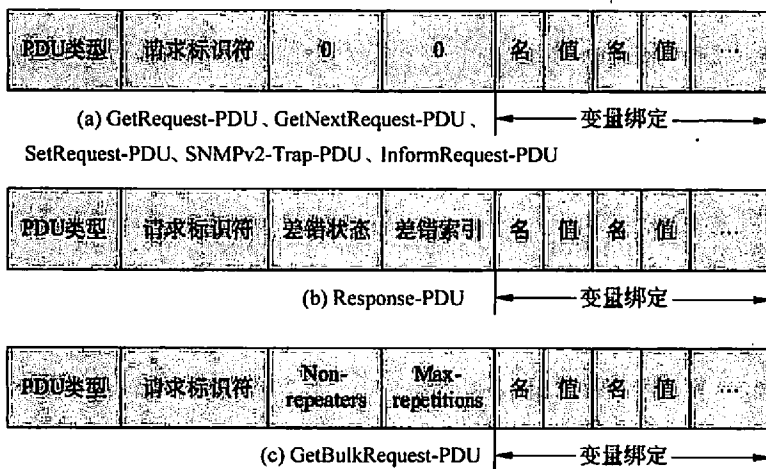 PDU类型 请求标识符 0 0 名 值 名 值 ...
(a) GetRequest-PDU、GetNextRequest-PDU、 变量绑定
SetRequest-PDU、SNMPv2-Trap-PDU、InformRequest-PDU
PDU类型 请求标识符 差错状态 差错索引 名 值 名 值 ...
(b) Response-PDU 变量绑定
PDU类型 请求标识符 Non-repeaters Max-repetitions 名 值 名 值 ...
(c) GetBulkRequest-PDU 变量绑定